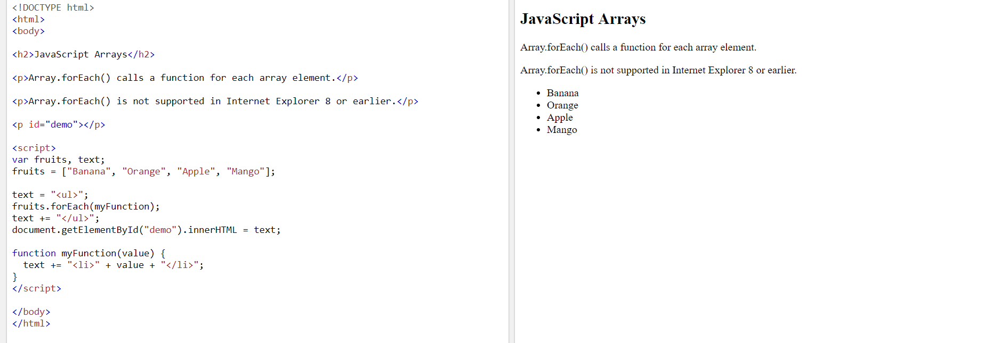 <!DOCTYPE html>
<html>
<body>
<h2>JavaScript Arrays</h2>
<p>Array.forEach() calls a function for each array element.</p>
<p>Array.forEach() is not supported in Internet Explorer 8 or earlier.</p>
<p id="demo"></p>
<script>
var fruits, text;
fruits = ["Banana", "Orange", "Apple", "Mango"];
text = "<ul>";
fruits.forEach(myFunction);
text += "</ul>";
document.getElementById("demo").innerHTML = text;
function myFunction(value) {
  text += "<li>" + value + "</li>";
}
</script>
</body>
</html>
JavaScript Arrays
Array.forEach() calls a function for each array element.
Array.forEach() is not supported in Internet Explorer 8 or earlier.
• Banana
• Orange
• Apple
• Mango